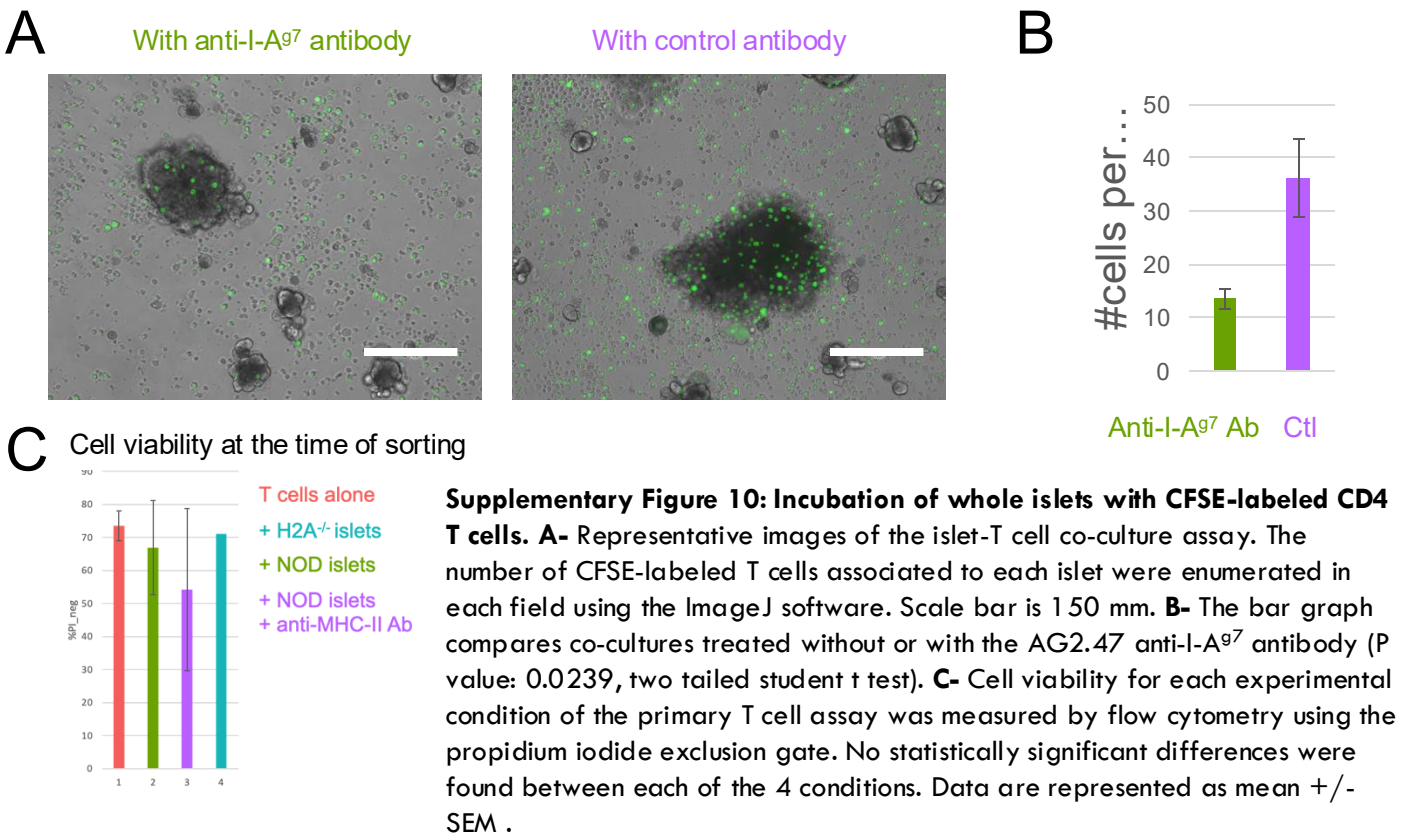 A
With anti-I-Ag7 antibody
With control antibody
B
#cells per…
50
40
30
20
10
0
Anti-I-Ag7 Ab
Ctl
C
Cell viability at the time of sorting
%PI_neg
90
80
70
60
50
40
30
20
10
0
1
2
3
4
T cells alone
+ H2A-/- islets
+ NOD islets
+ NOD islets
+ anti-MHC-II Ab
Supplementary Figure 10: Incubation of whole islets with CFSE-labeled CD4
T cells. A- Representative images of the islet-T cell co-culture assay. The
number of CFSE-labeled T cells associated to each islet were enumerated in
each field using the ImageJ software. Scale bar is 150 mm. B- The bar graph
compares co-cultures treated without or with the AG2.47 anti-I-Ag7 antibody (P
value: 0.0239, two tailed student t test). C- Cell viability for each experimental
condition of the primary T cell assay was measured by flow cytometry using the
propidium iodide exclusion gate. No statistically significant differences were
found between each of the 4 conditions. Data are represented as mean +/-
SEM .